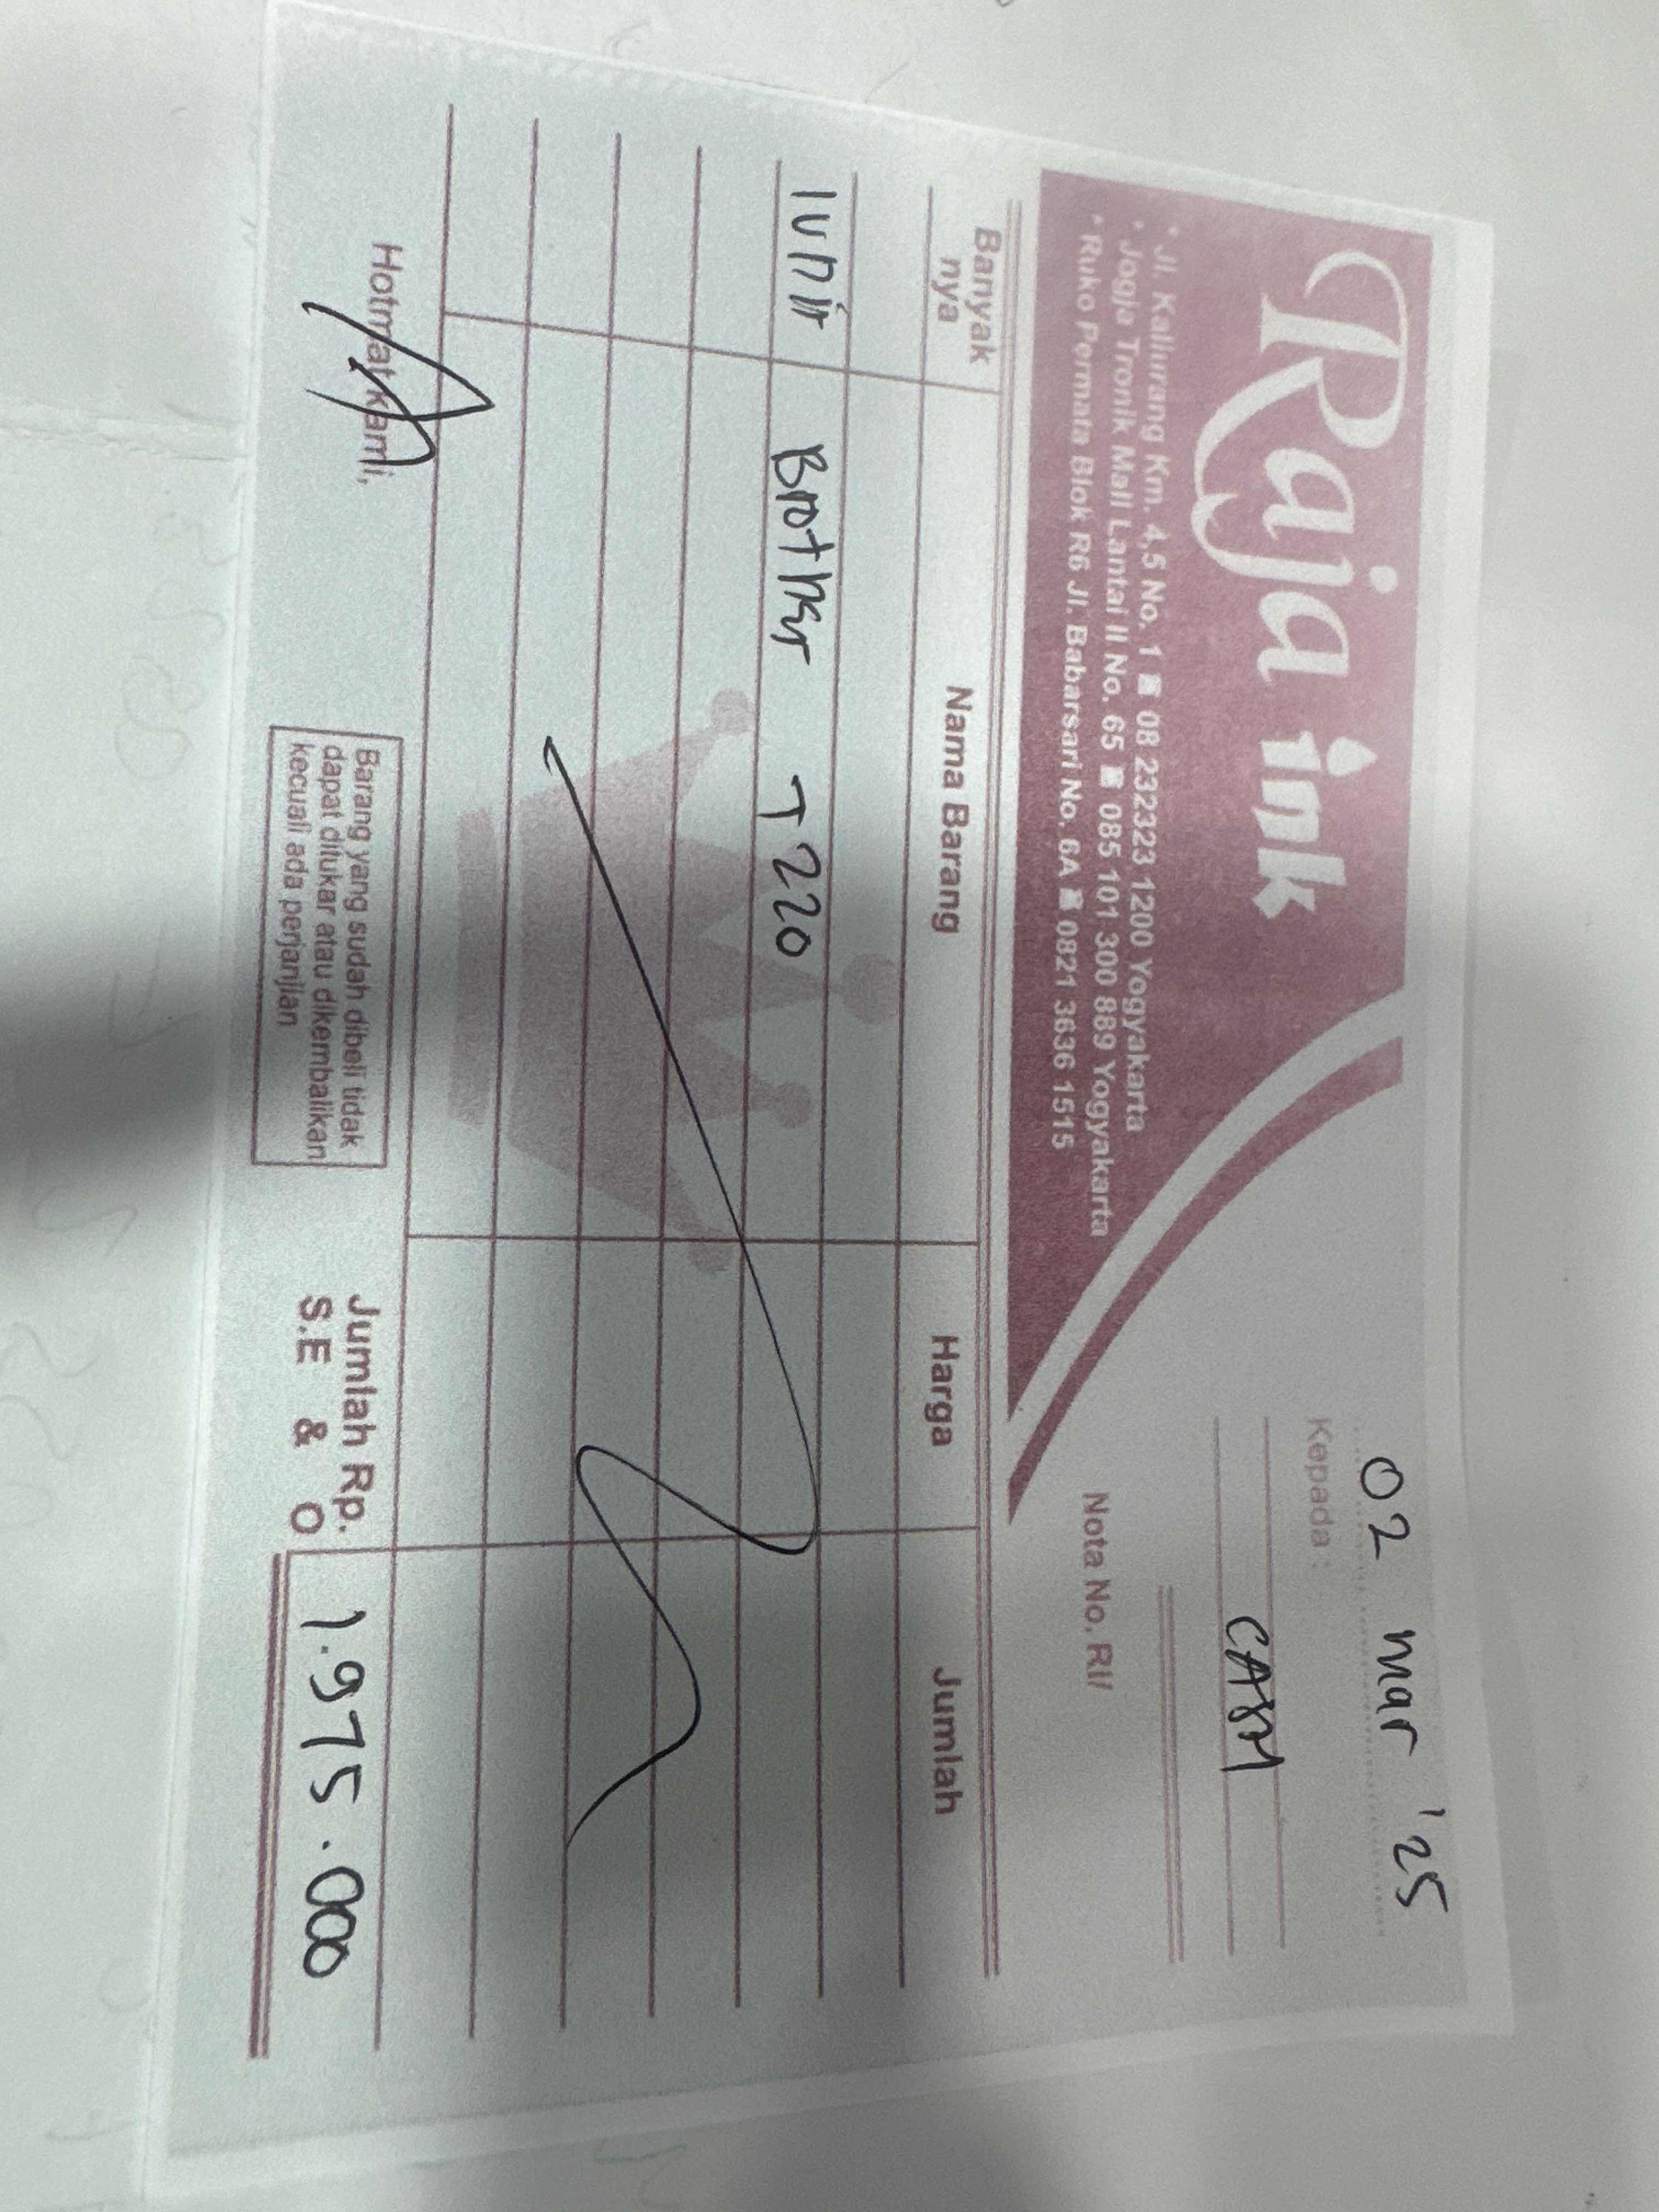 Raja ink
* Jl. Kaliurang Km. 4,5 No. 1 ☎ 08 232323 1200 Yogyakarta
* Jogja Tronik Mall Lantai II No. 65 ☎ 085 101 300 889 Yogyakarta
* Ruko Permata Blok R6 Jl. Babarsari No. 6A ☎ 0821 3636 1515
02 Mar '25
Kepada :
CASH
Nota No. RI/
Banyak nya Nama Barang Harga Jumlah
1 unit Brother T220
Hotmat kami,
Barang yang sudah dibeli tidak
dapat ditukar atau dikembalikan
kecuali ada perjanjian
Jumlah Rp. 1.975.000
S.E & O